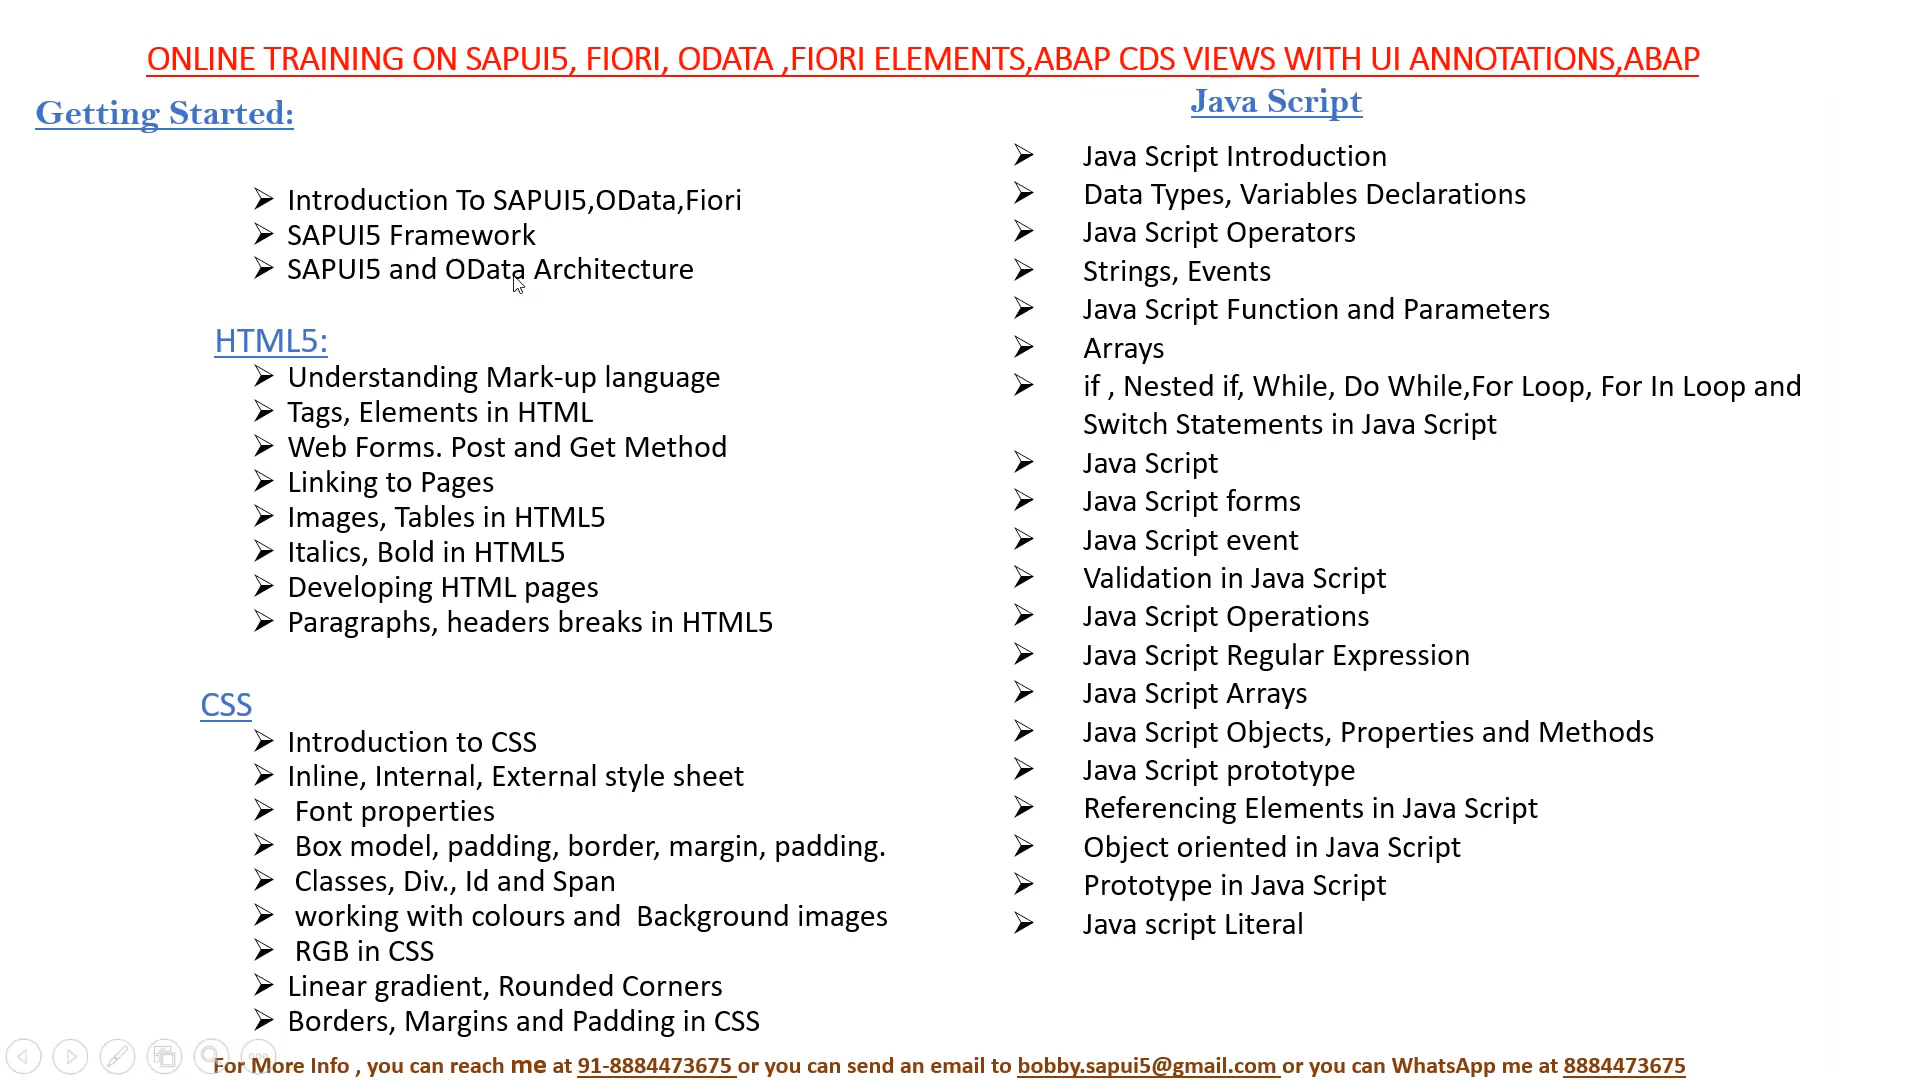 ONLINE TRAINING ON SAPUI5, FIORI, ODATA ,FIORI ELEMENTS,ABAP CDS VIEWS WITH UI ANNOTATIONS,ABAP
Getting Started:
Introduction To SAPUI5,OData,Fiori
SAPUI5 Framework
SAPUI5 and OData Architecture
HTML5:
Understanding Mark-up language
Tags, Elements in HTML
Web Forms. Post and Get Method
Linking to Pages
Images, Tables in HTML5
Italics, Bold in HTML5
Developing HTML pages
Paragraphs, headers breaks in HTML5
CSS
Introduction to CSS
Inline, Internal, External style sheet
Font properties
Box model, padding, border, margin, padding.
Classes, Div., Id and Span
working with colours and  Background images
RGB in CSS
Linear gradient, Rounded Corners
Borders, Margins and Padding in CSS
Java Script
Java Script Introduction
Data Types, Variables Declarations
Java Script Operators
Strings, Events
Java Script Function and Parameters
Arrays
if , Nested if, While, Do While,For Loop, For In Loop and
Switch Statements in Java Script
Java Script
Java Script forms
Java Script event
Validation in Java Script
Java Script Operations
Java Script Regular Expression
Java Script Arrays
Java Script Objects, Properties and Methods
Java Script prototype
Referencing Elements in Java Script
Object oriented in Java Script
Prototype in Java Script
Java script Literal
For More Info , you can reach me at 91-8884473675 or you can send an email to bobby.sapui5@gmail.com or you can WhatsApp me at 8884473675